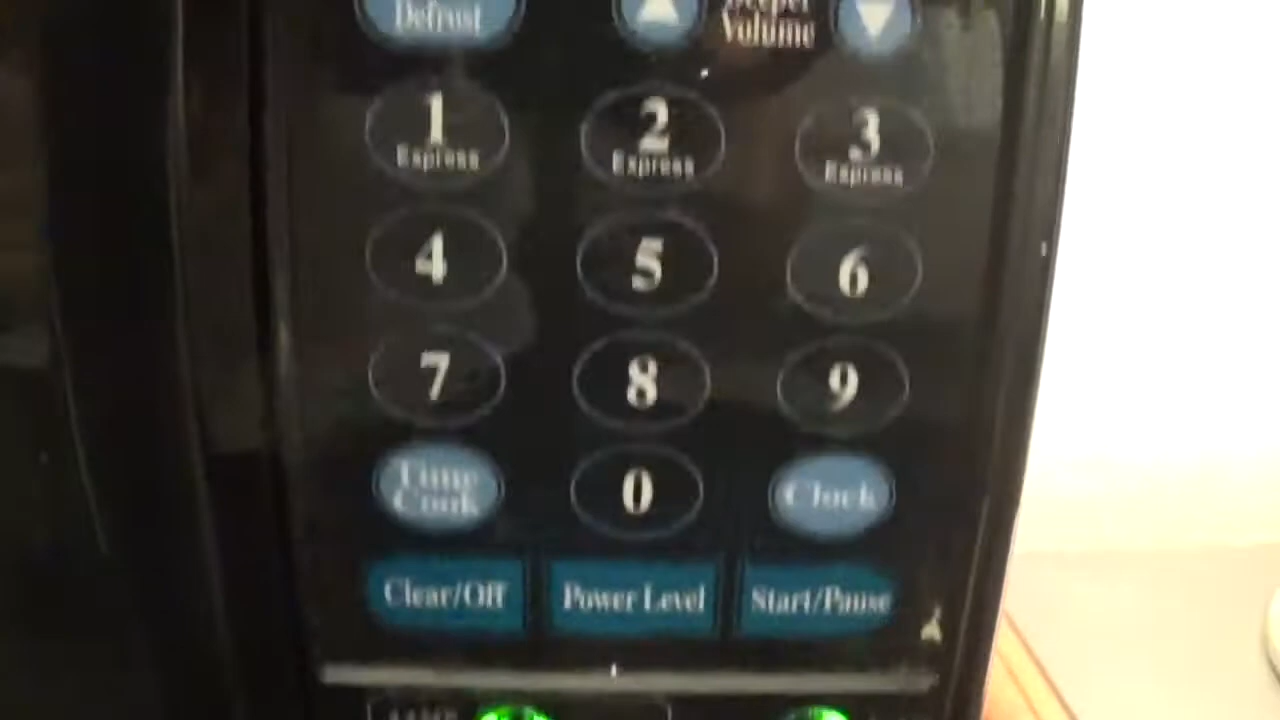 Defrost
Beeper
Volume
1 2 3
Express Express Express
4 5 6
7 8 9
Time
Cook 0 Clock
Clear/Off Power Level Start/Pause